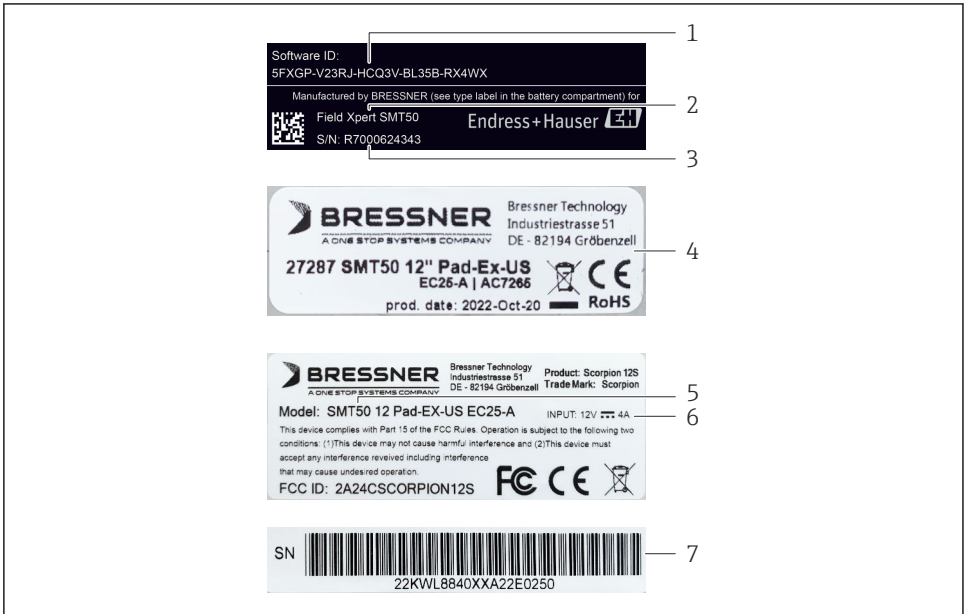 1
Software ID:
5FXGP-V23RJ-HCQ3V-BL35B-RX4WX
Manufactured by BRESSNER (see type label in the battery compartment) for
2
Field Xpert SMT50
Endress+Hauser EH
S/N: R7000624343
3
BRESSNER
A ONE STOP SYSTEMS COMPANY
Bressner Technology
Industriestrasse 51
DE - 82194 Gröbenzell
4
27287 SMT50 12" Pad-Ex-US
EC25-A | AC7265
CE
prod. date: 2022-Oct-20
RoHS
BRESSNER
A ONE STOP SYSTEMS COMPANY
Bressner Technology
Industriestrasse 51
DE - 82194 Gröbenzell
Product: Scorpion 12S
Trade Mark: Scorpion
5
Model: SMT50 12 Pad-EX-US EC25-A
INPUT: 12V 4A
6
This device complies with Part 15 of the FCC Rules. Operation is subject to the following two
conditions: (1)This device may not cause harmful interference and (2)This device must
accept any interference reveived including interference
that may cause undesired operation.
FCC ID: 2A24CSCORPION12S
FC CE
SN
7
22KWL8840XXA22E0250